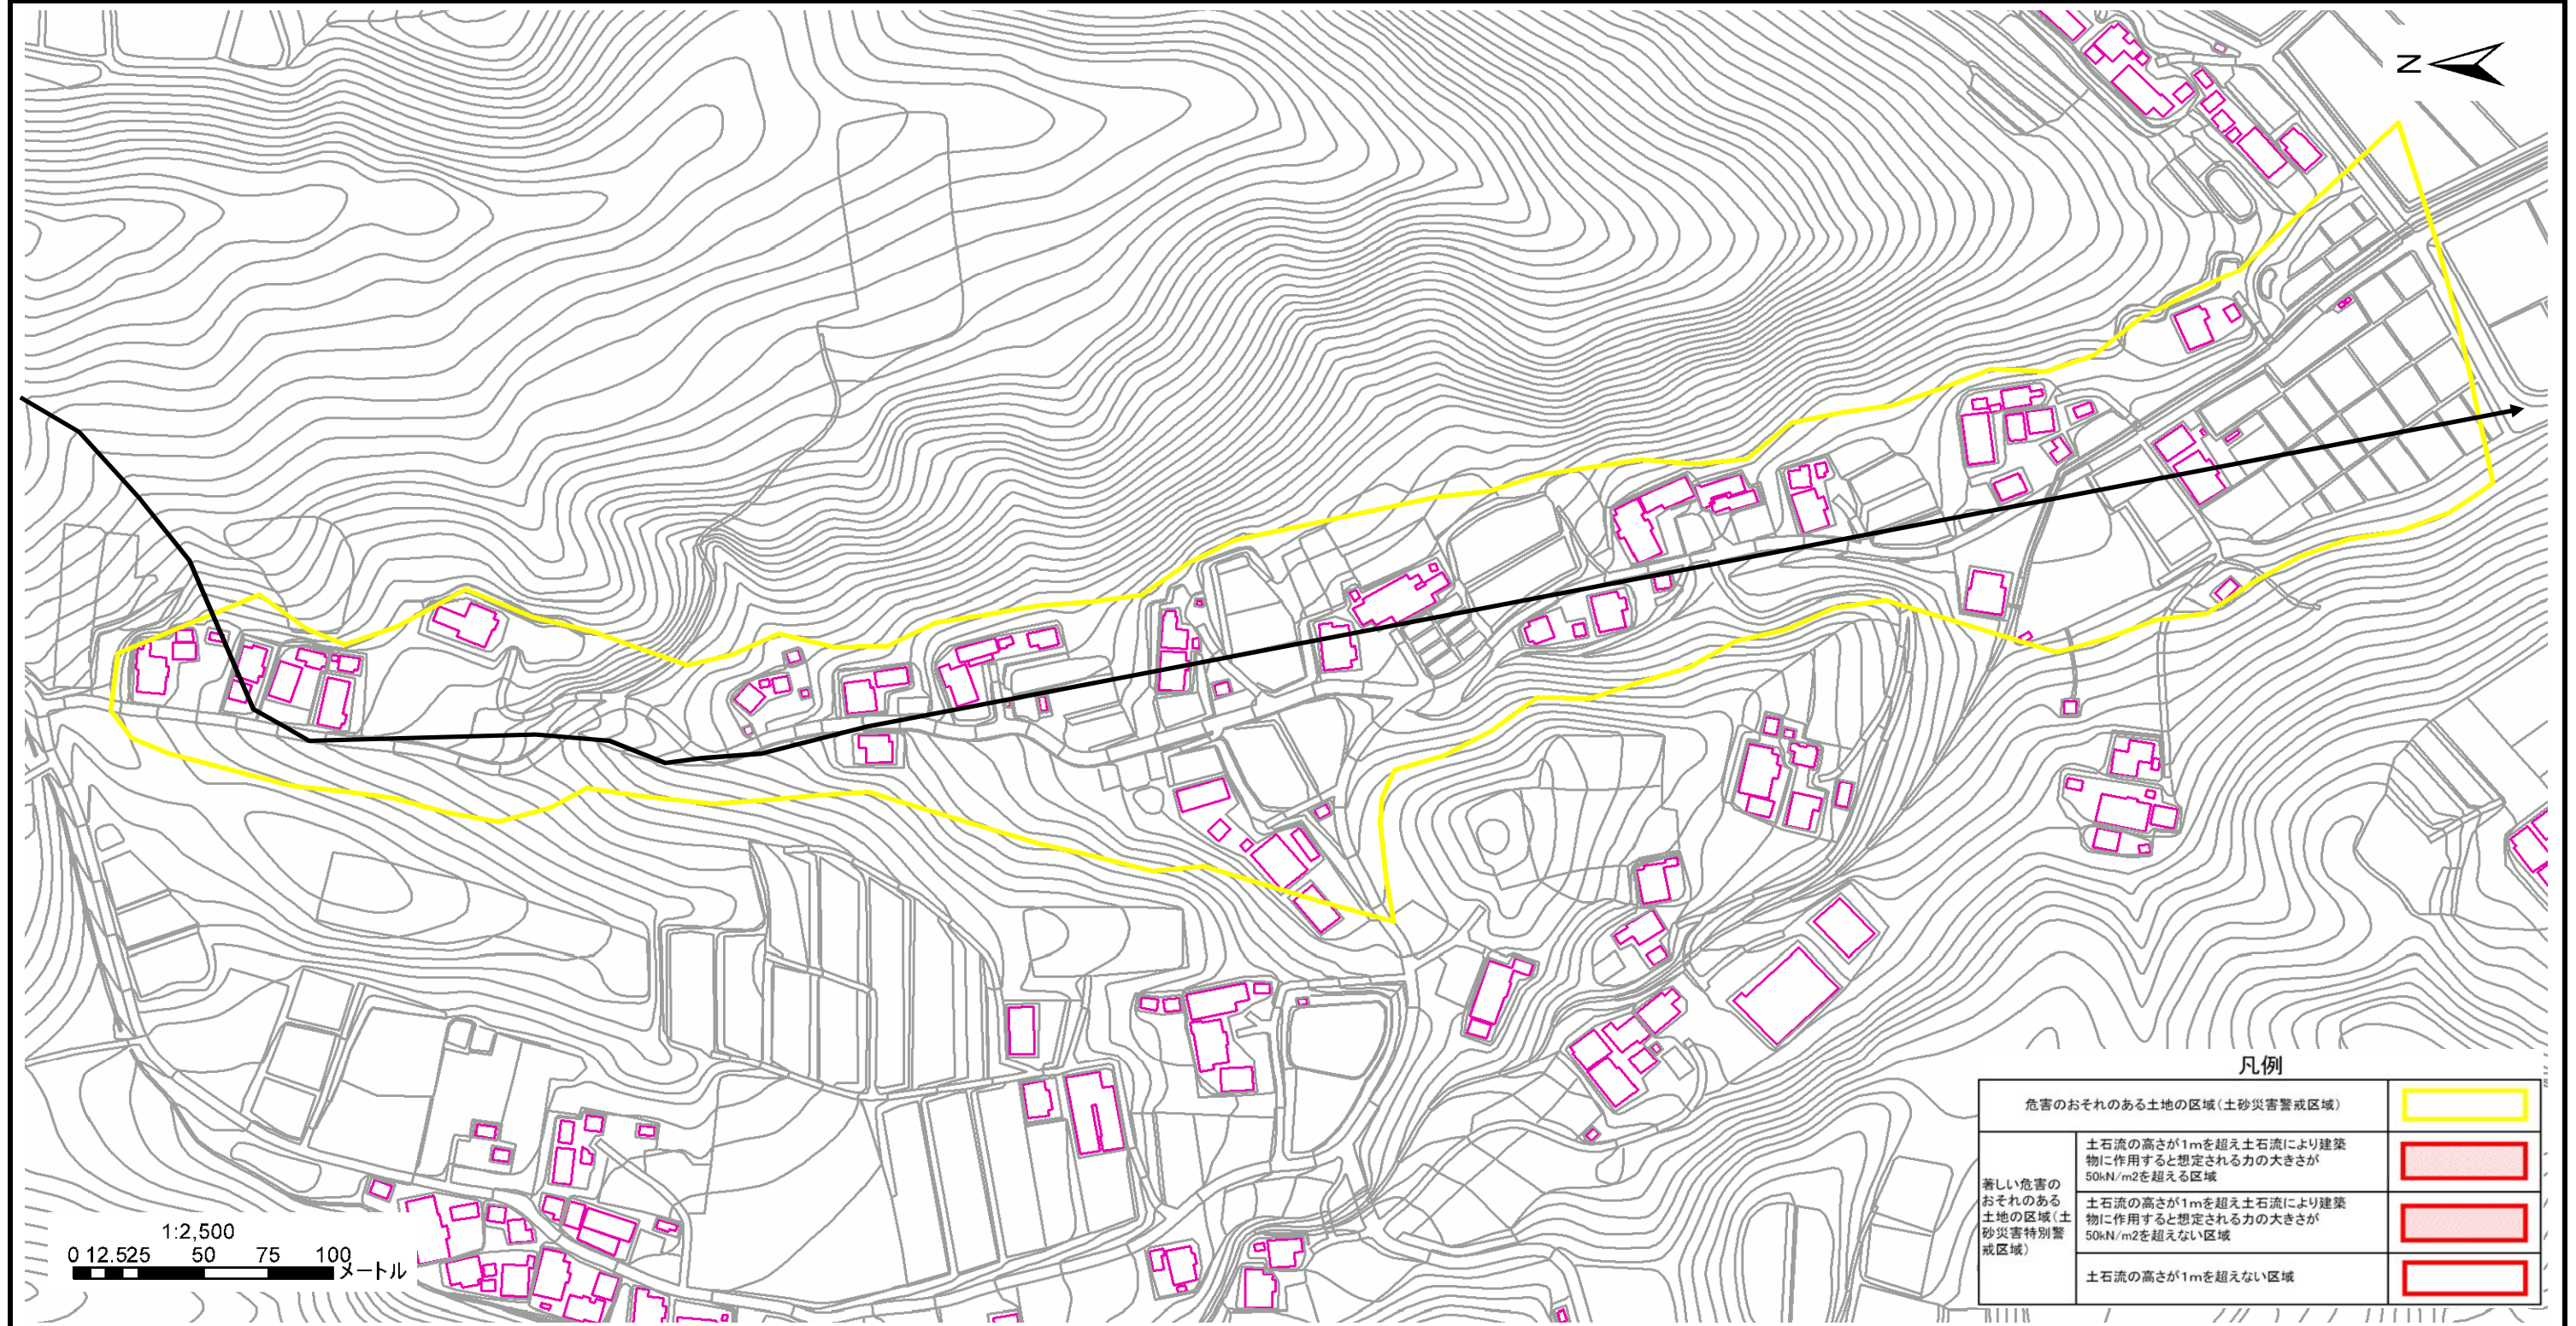 N
凡例
危害のおそれのある土地の区域(土砂災害警戒区域)
著しい危害の
おそれのある
土地の区域(土
砂災害特別警
戒区域)
土石流の高さが1mを超え土石流により建築
物に作用すると想定される力の大きさが
50kN/m2を超える区域
土石流の高さが1mを超え土石流により建築
物に作用すると想定される力の大きさが
50kN/m2を超えない区域
土石流の高さが1mを超えない区域
1:2,500
0 12.525 50 75 100
メートル